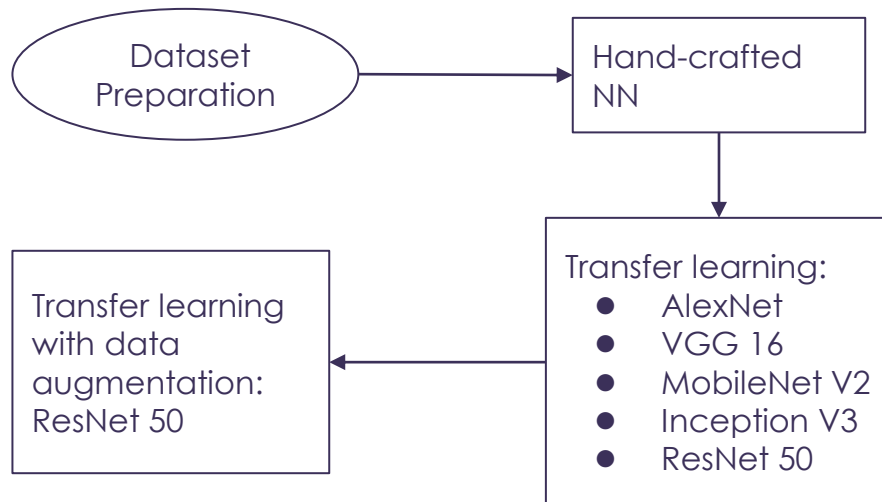 Dataset
Preparation
Hand-crafted
NN
Transfer learning:
● AlexNet
● VGG 16
● MobileNet V2
● Inception V3
● ResNet 50
Transfer learning
with data
augmentation:
ResNet 50